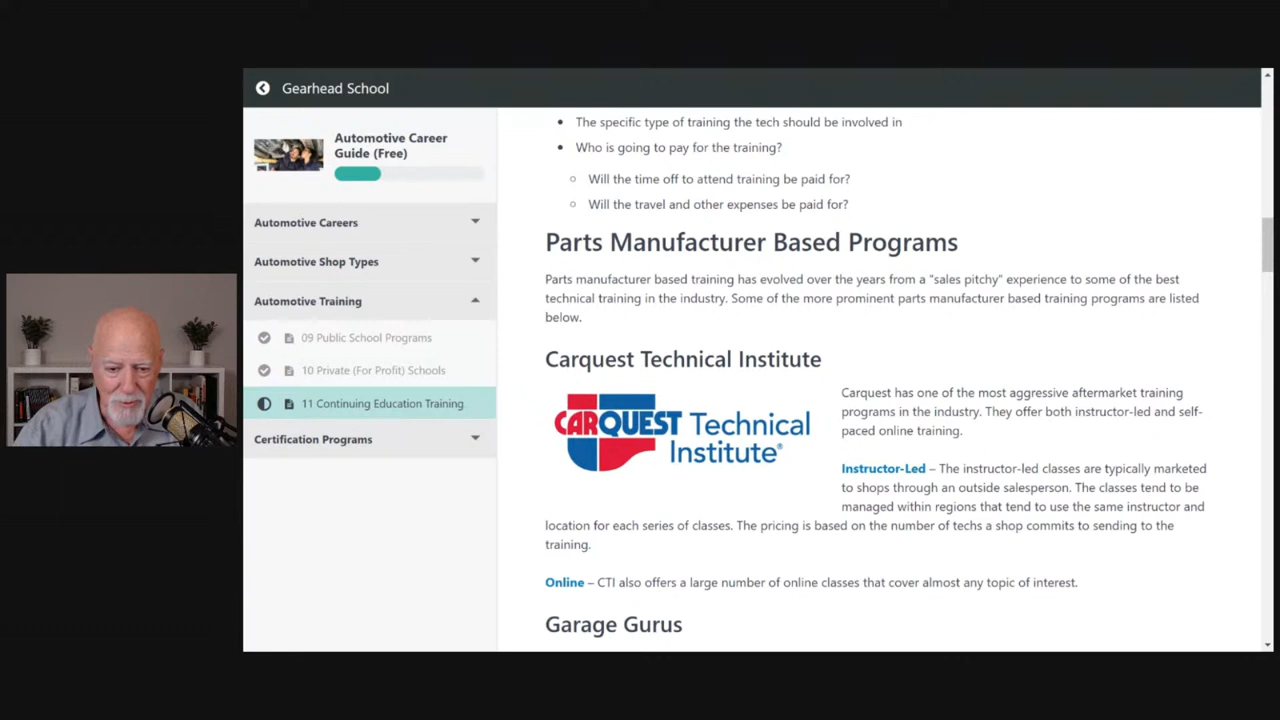 Gearhead School
Automotive Career
Guide (Free)
Automotive Careers
Automotive Shop Types
Automotive Training
09 Public School Programs
10 Private (For Profit) Schools
11 Continuing Education Training
Certification Programs
• The specific type of training the tech should be involved in
• Who is going to pay for the training?
○ Will the time off to attend training be paid for?
○ Will the travel and other expenses be paid for?
Parts Manufacturer Based Programs
Parts manufacturer based training has evolved over the years from a “sales pitchy” experience to some of the best
technical training in the industry. Some of the more prominent parts manufacturer based training programs are listed
below.
Carquest Technical Institute
CARQUEST Technical
Institute®
Carquest has one of the most aggressive aftermarket training
programs in the industry. They offer both instructor-led and self-
paced online training.
Instructor-Led – The instructor-led classes are typically marketed
to shops through an outside salesperson. The classes tend to be
managed within regions that tend to use the same instructor and
location for each series of classes. The pricing is based on the number of techs a shop commits to sending to the
training.
Online – CTI also offers a large number of online classes that cover almost any topic of interest.
Garage Gurus